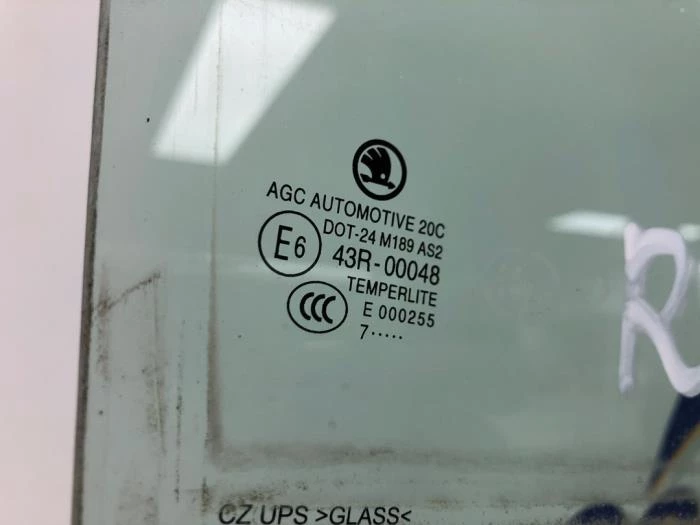 AGC AUTOMOTIVE 20C
DOT-24 M189 AS2
E6 43R-00048
TEMPERLITE
CCC E 000255
7·····
CZ UPS >GLASS<
R